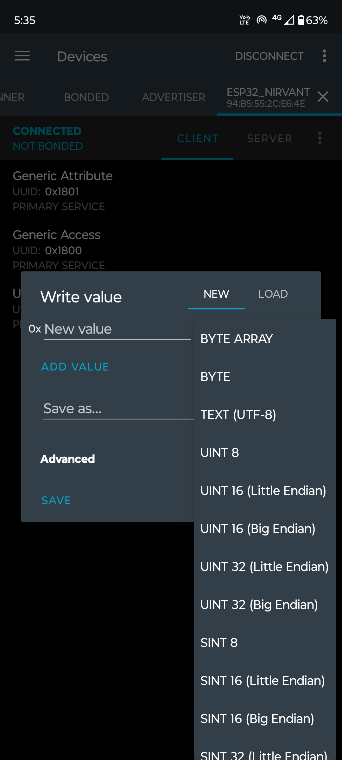 5:35
Vo))
LTE
4G
63%
Devices
DISCONNECT
NNER
BONDED
ADVERTISER
ESP32_NIRVANT
94:B5:55:2C:E6:4E
CONNECTED
NOT BONDED
CLIENT
SERVER
Generic Attribute
UUID: 0x1801
PRIMARY SERVICE
Generic Access
UUID: 0x1800
PRIMARY SERVICE
U
U
P
Write value
NEW
LOAD
0x New value
ADD VALUE
Save as...
Advanced
SAVE
BYTE ARRAY
BYTE
TEXT (UTF-8)
UINT 8
UINT 16 (Little Endian)
UINT 16 (Big Endian)
UINT 32 (Little Endian)
UINT 32 (Big Endian)
SINT 8
SINT 16 (Little Endian)
SINT 16 (Big Endian)
SINT 32 (Little Endian)